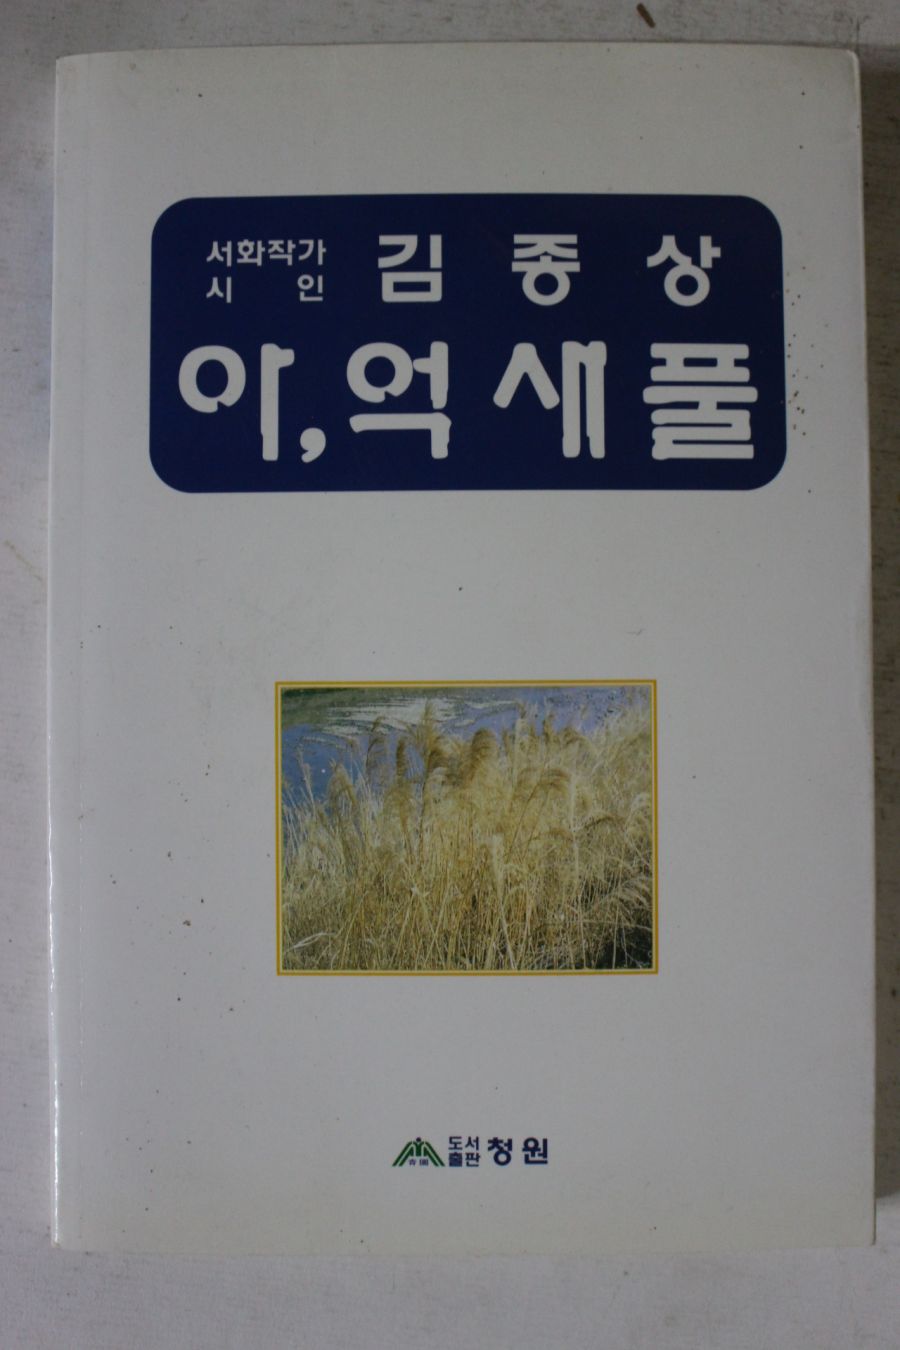 서화작가
시 인 김 종 상
아, 억새풀
도서
출판 청원